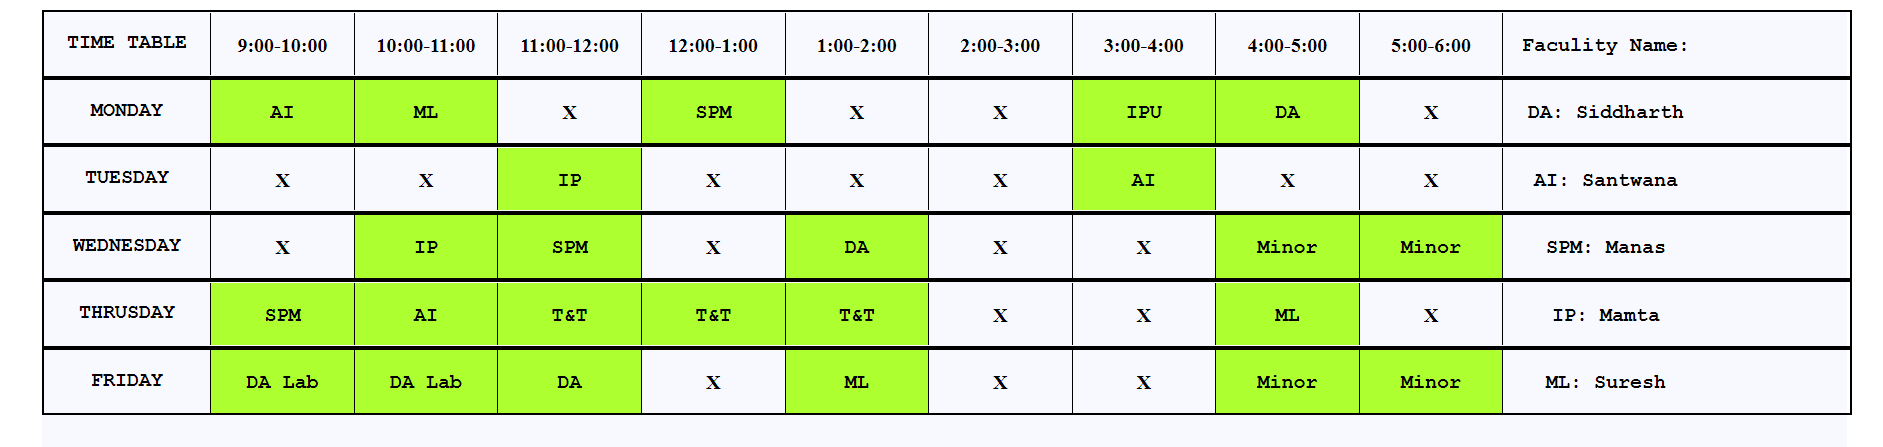 TIME TABLE 9:00-10:00 10:00-11:00 11:00-12:00 12:00-1:00 1:00-2:00 2:00-3:00 3:00-4:00 4:00-5:00 5:00-6:00 Faculity Name:
MONDAY AI ML X SPM X X IPU DA X DA: Siddharth
TUESDAY X X IP X X X AI X X AI: Santwana
WEDNESDAY X IP SPM X DA X X Minor Minor SPM: Manas
THRUSDAY SPM AI T&T T&T T&T X X ML X IP: Mamta
FRIDAY DA Lab DA Lab DA X ML X X Minor Minor ML: Suresh